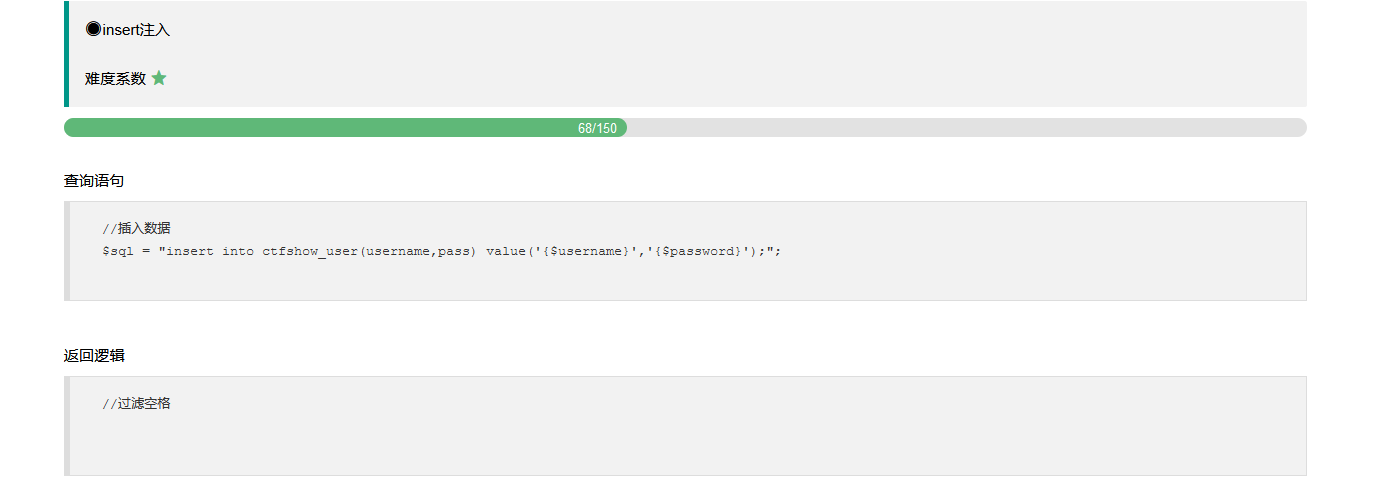 insert注入
难度系数
68/150
查询语句
//插入数据
$sql = "insert into ctfshow_user(username,pass) value('{$username}','{$password}');";
返回逻辑
//过滤空格